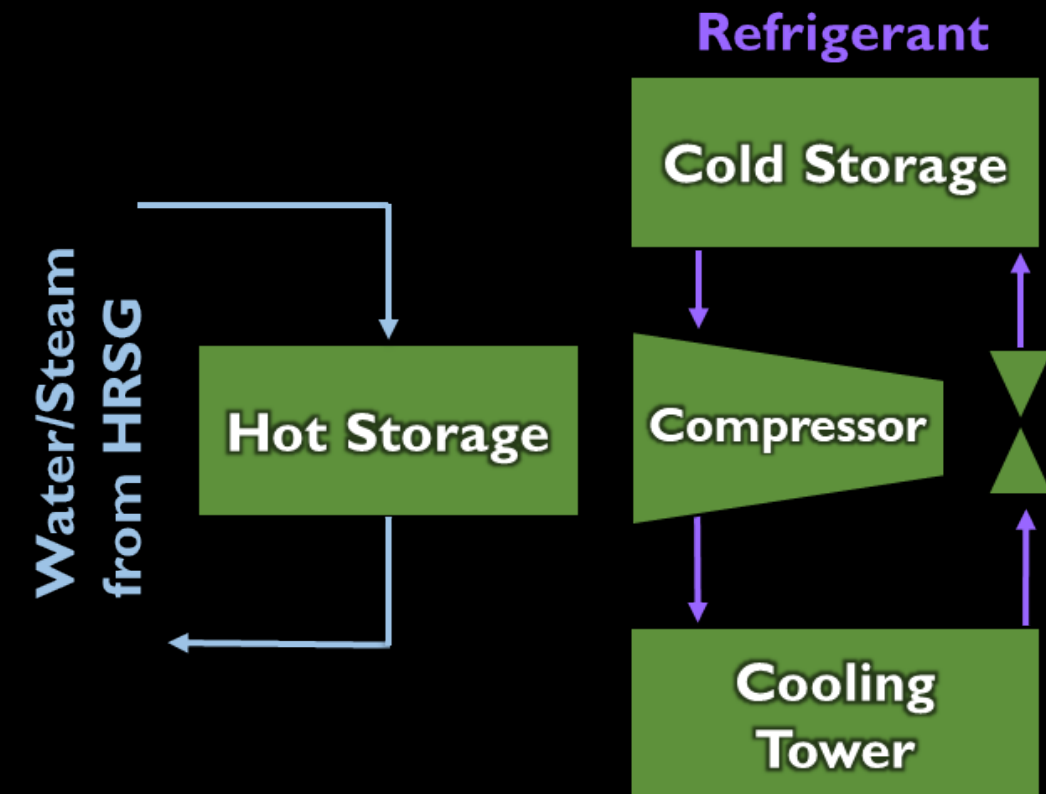 Refrigerant
Cold Storage
Water/Steam
from HRSG
Hot Storage
Compressor
Cooling
Tower